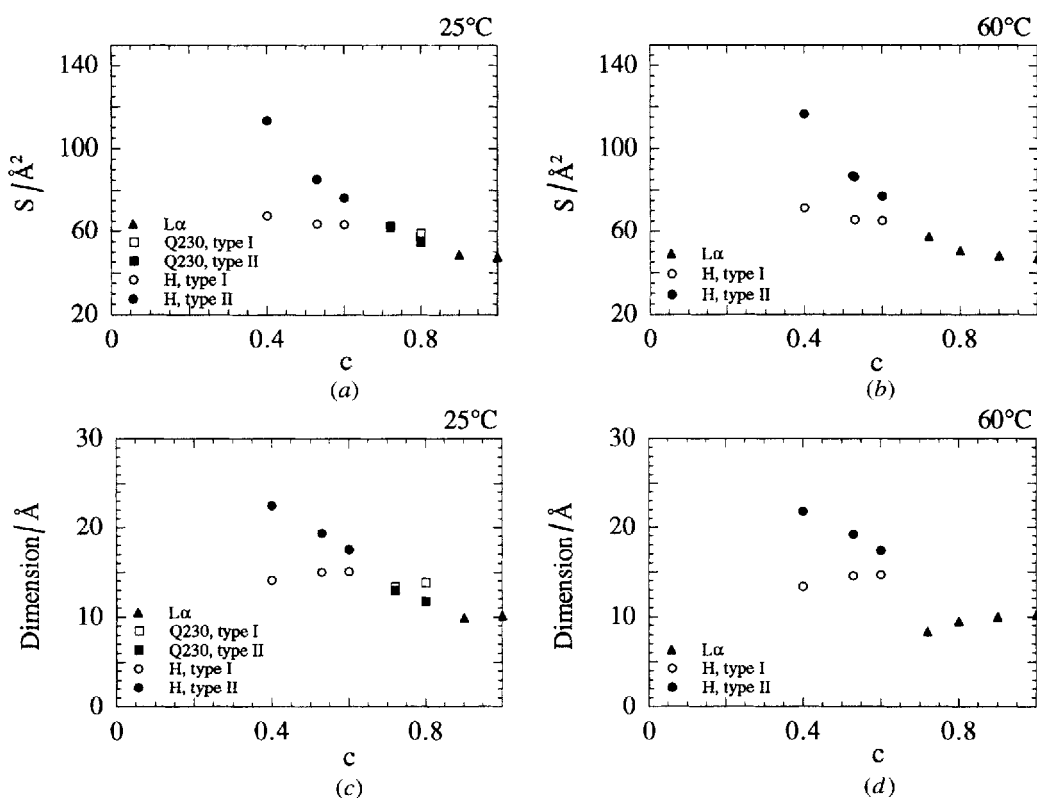 25°C
140
100
60
20
S /Å²
Lα
Q230, type I
Q230, type II
H, type I
H, type II
0
0.4
0.8
c
(a)
60°C
140
100
60
20
S /Å²
Lα
H, type I
H, type II
0
0.4
0.8
c
(b)
25°C
30
20
10
0
Dimension/Å
Lα
Q230, type I
Q230, type II
H, type I
H, type II
0
0.4
0.8
c
(c)
60°C
30
20
10
0
Dimension/Å
Lα
H, type I
H, type II
0
0.4
0.8
c
(d)